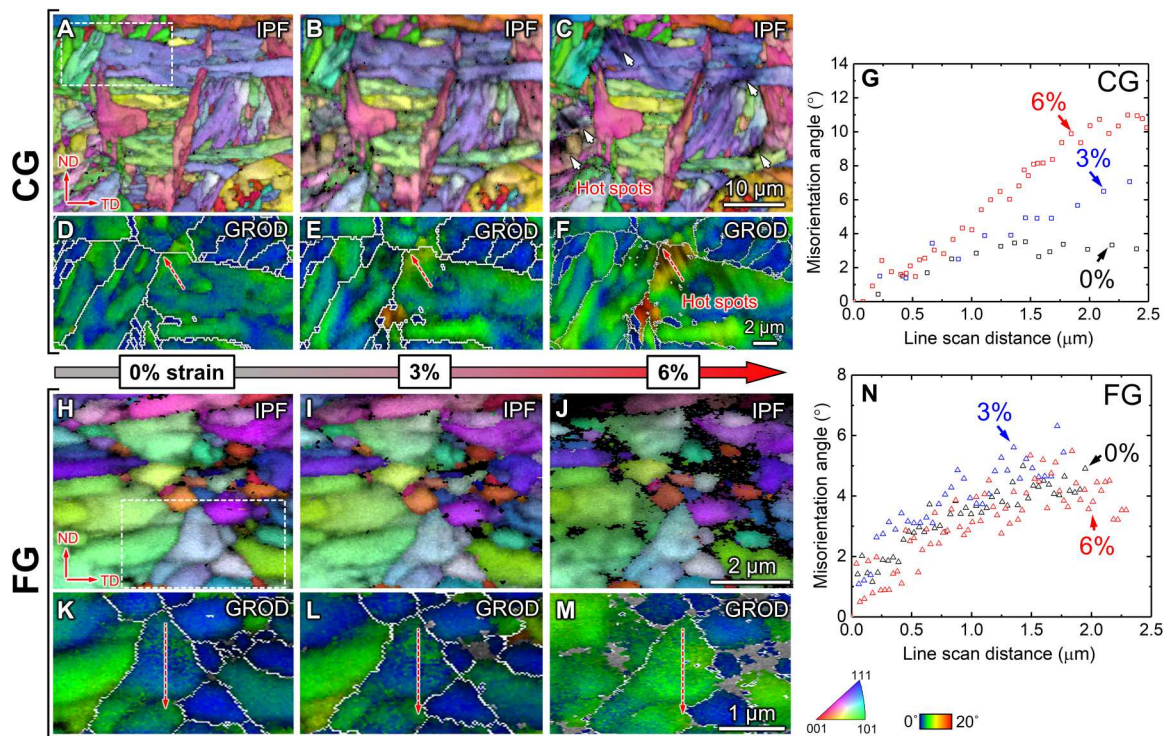 CG
A IPF
ND
TD
B IPF
C IPF
Hot spots
10 μm
D GROD
E GROD
F GROD
Hot spots
2 μm
G CG
Misorientation angle (°)
14
12
10
8
6
4
2
0
6%
3%
0%
0.0 0.5 1.0 1.5 2.0 2.5
Line scan distance (μm)
0% strain 3% 6%
FG
H IPF
ND
TD
I IPF
J IPF
2 μm
K GROD
L GROD
M GROD
1 μm
N FG
Misorientation angle (°)
8
6
4
2
0
3%
0%
6%
0.0 0.5 1.0 1.5 2.0 2.5
Line scan distance (μm)
111
001 101
0° 20°